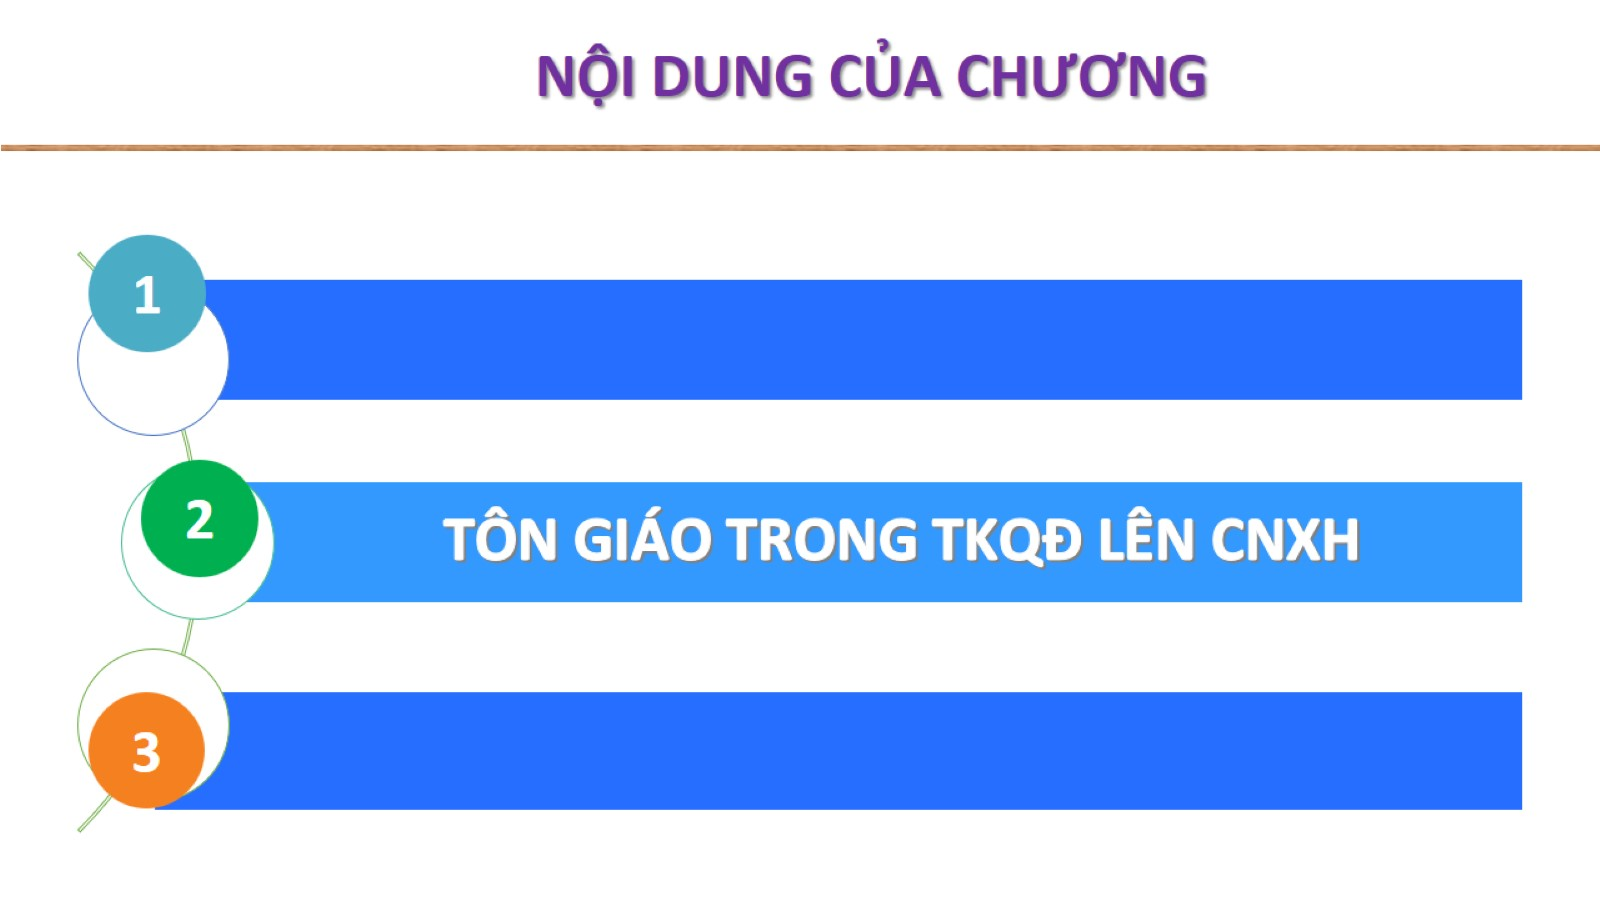 NỘI DUNG CỦA CHƯƠNG
1
2
TÔN GIÁO TRONG TKQĐ LÊN CNXH
3